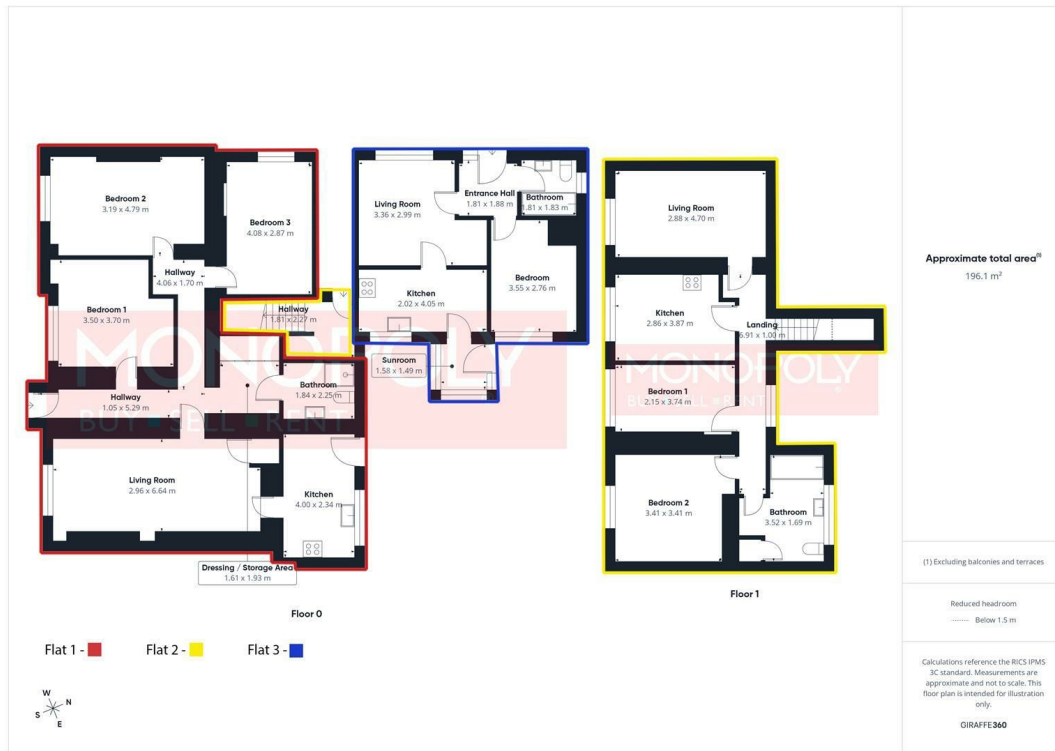 Bedroom 2
3.19 x 4.79 m
Bedroom 3
4.08 x 2.87 m
Hallway
4.06 x 1.70 m
Bedroom 1
3.50 x 3.70 m
Hallway
1.81 x 2.27 m
Hallway
1.05 x 5.29 m
Bathroom
1.84 x 2.25 m
Living Room
2.96 x 6.64 m
Kitchen
4.00 x 2.34 m
Dressing / Storage Area
1.61 x 1.93 m
Living Room
3.36 x 2.99 m
Entrance Hall
1.81 x 1.88 m
Bathroom
1.81 x 1.83 m
Bedroom
3.55 x 2.76 m
Kitchen
2.02 x 4.05 m
Sunroom
1.58 x 1.49 m
Floor 0
Living Room
2.88 x 4.70 m
Kitchen
2.86 x 3.87 m
Landing
6.91 x 1.00 m
Bedroom 1
2.15 x 3.74 m
Bedroom 2
3.41 x 3.41 m
Bathroom
3.52 x 1.69 m
Floor 1
MONOPOLY
BUY SELL RENT
MONOPOLY
BUY SELL RENT
Flat 1 -
Flat 2 -
Flat 3 -
W
N
S
E
Approximate total area(1)
196.1 m²
(1) Excluding balconies and terraces
Reduced headroom
Below 1.5 m
Calculations reference the RICS IPMS
3C standard. Measurements are
approximate and not to scale. This
floor plan is intended for illustration
only.
GIRAFFE360